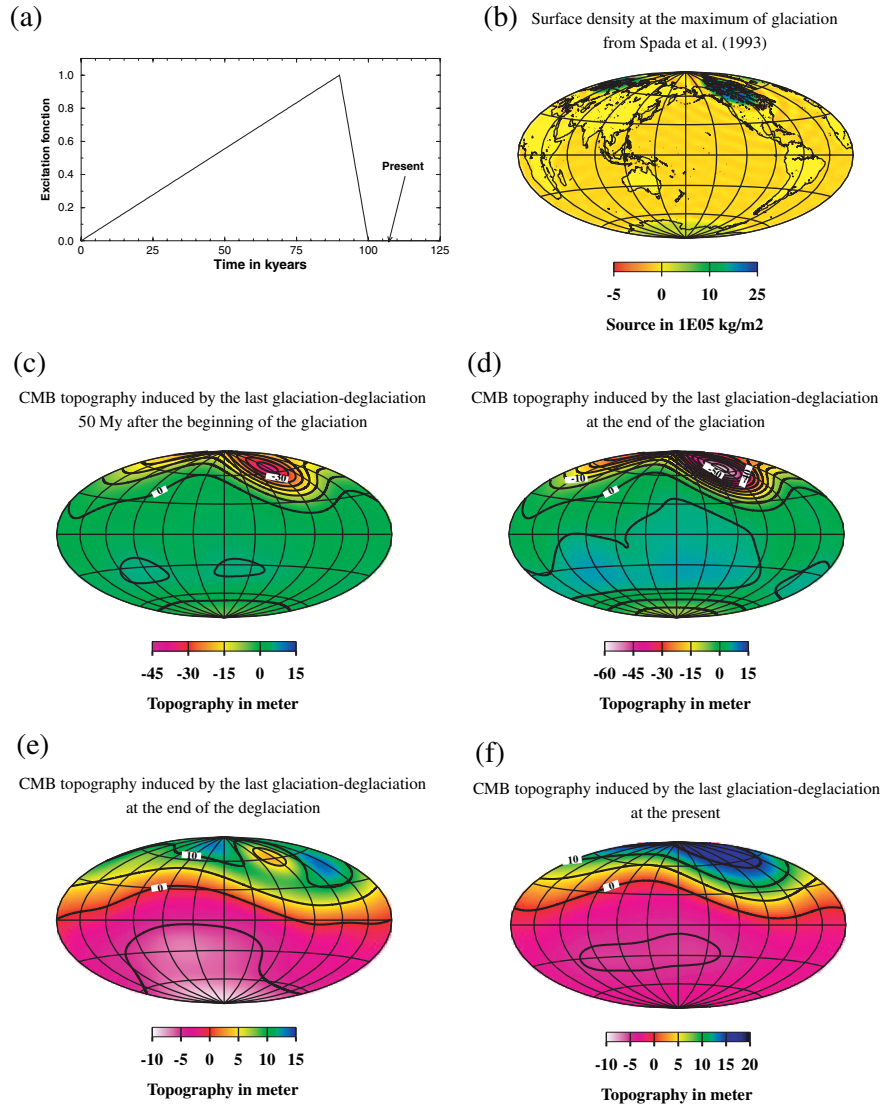 (a)
1.0
0.8
0.6
0.4
0.2
0.0
Excitation fonction
Present
0 25 50 75 100 125
Time in kyears
(b)
Surface density at the maximum of glaciation
from Spada et al. (1993)
-5 0 10 25
Source in 1E05 kg/m2
(c)
CMB topography induced by the last glaciation-deglaciation
50 My after the beginning of the glaciation
0
-30
-45 -30 -15 0 15
Topography in meter
(d)
CMB topography induced by the last glaciation-deglaciation
at the end of the glaciation
-10
0
-50
-10
-60 -45 -30 -15 0 15
Topography in meter
(e)
CMB topography induced by the last glaciation-deglaciation
at the end of the deglaciation
10
0
-10 -5 0 5 10 15
Topography in meter
(f)
CMB topography induced by the last glaciation-deglaciation
at the present
10
0
-10 -5 0 5 10 15 20
Topography in meter